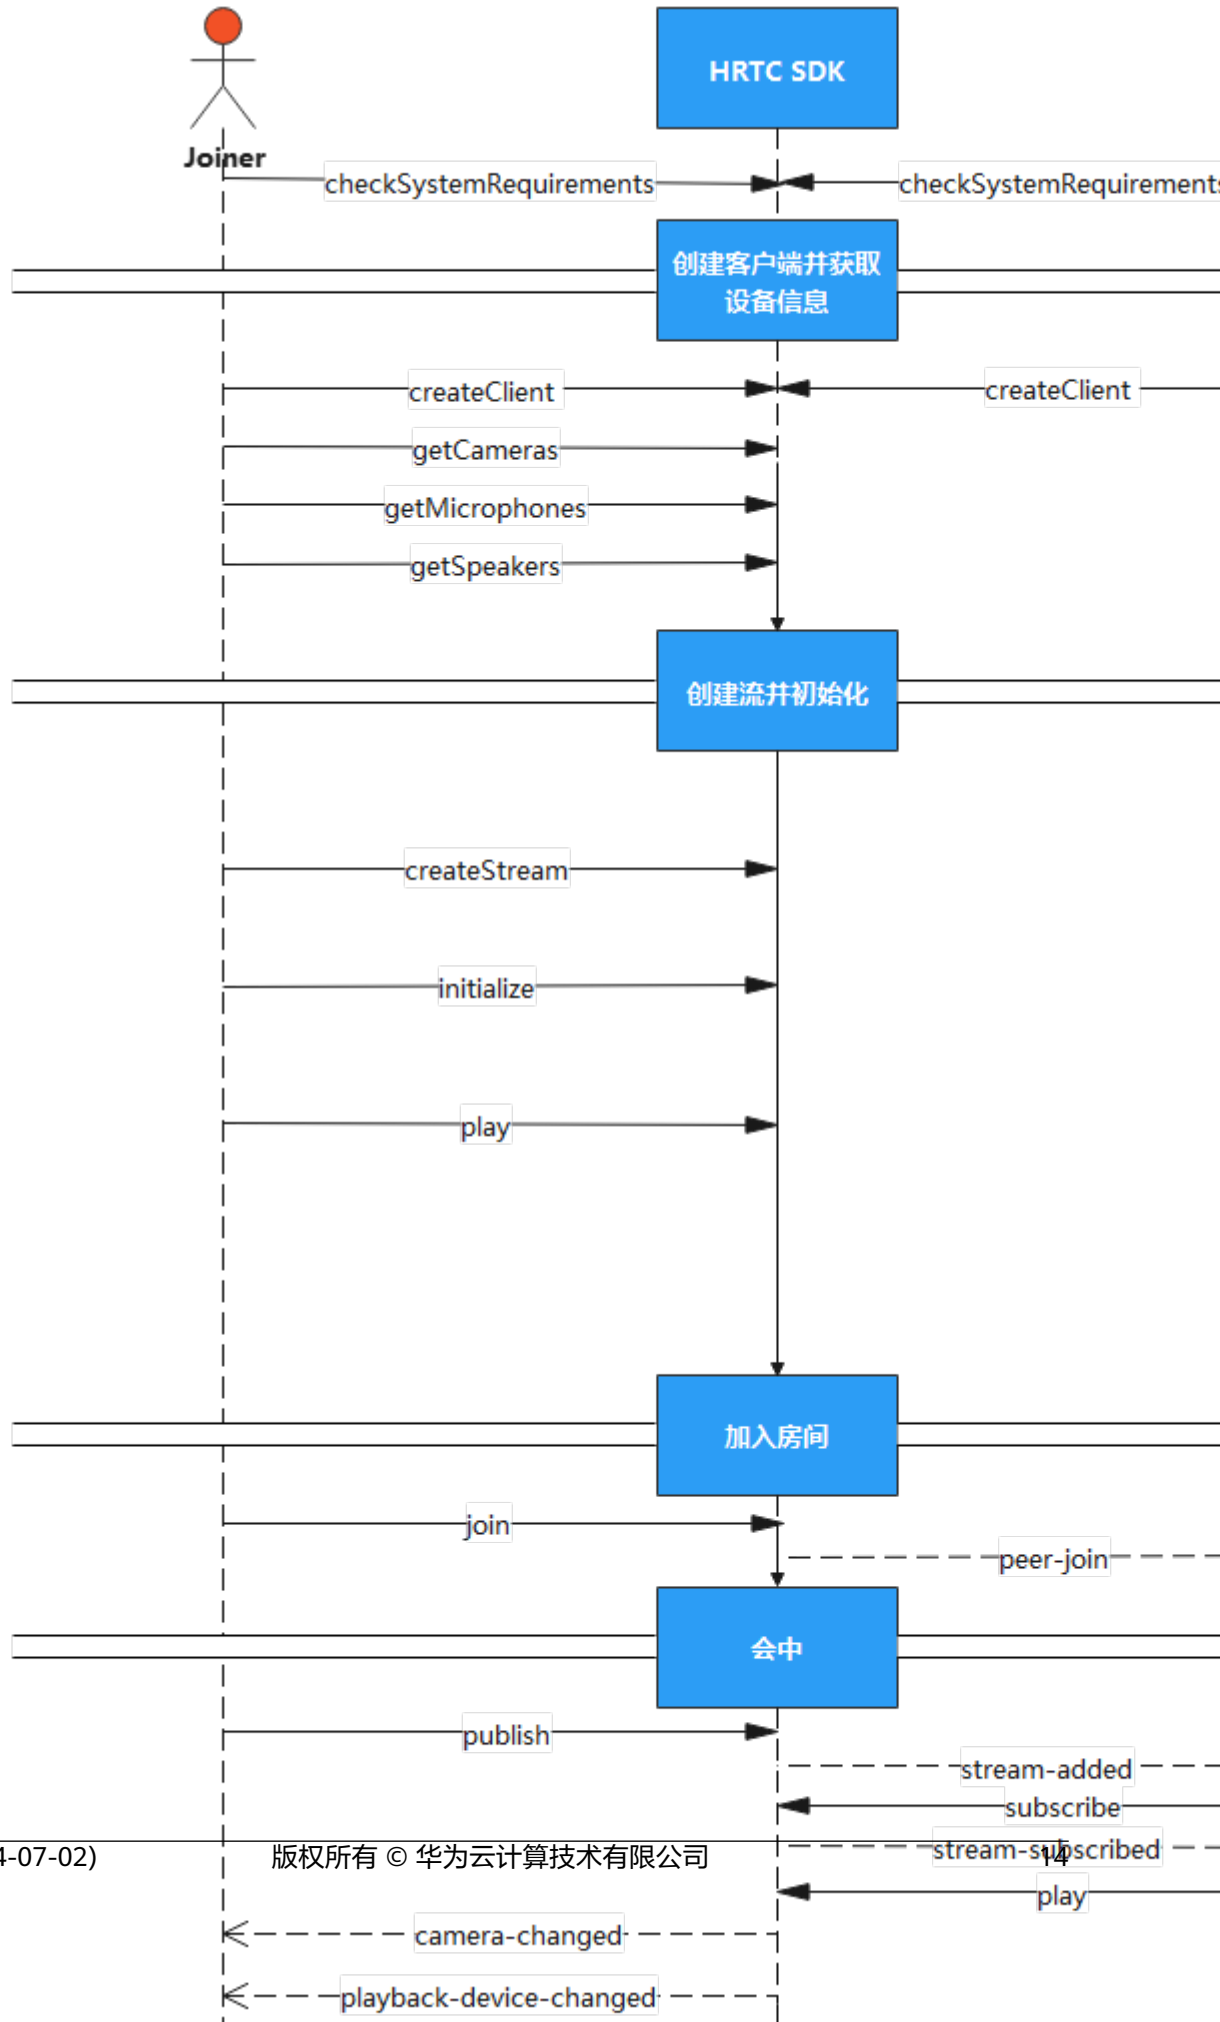 HRTC SDK
Joiner
checkSystemRequirements
checkSystemRequirements
创建客户端并获取
设备信息
createClient
createClient
getCameras
getMicrophones
getSpeakers
创建流并初始化
createStream
initialize
play
加入房间
join
peer-join
会中
publish
stream-added
subscribe
stream-subscribed
4-07-02)
版权所有 © 华为云计算技术有限公司
14
play
camera-changed
playback-device-changed